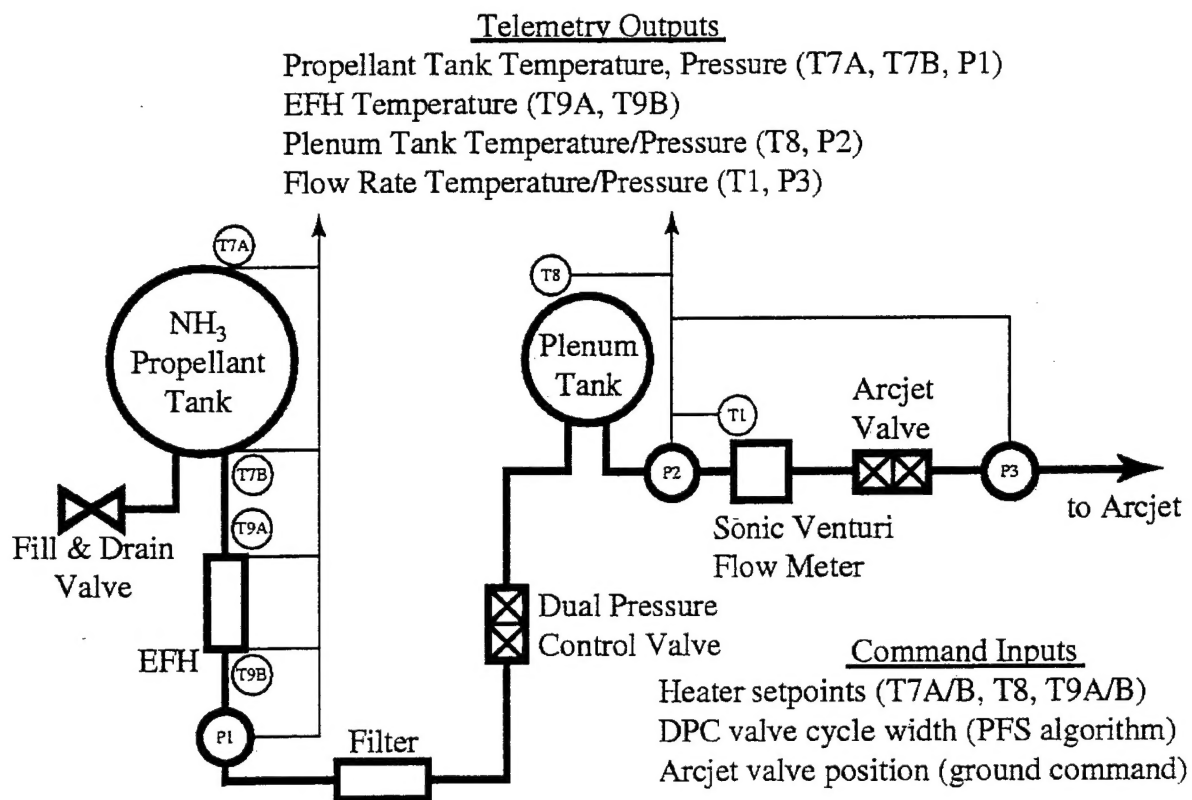 Telemetry Outputs
Propellant Tank Temperature, Pressure (T7A, T7B, P1)
EFH Temperature (T9A, T9B)
Plenum Tank Temperature/Pressure (T8, P2)
Flow Rate Temperature/Pressure (T1, P3)
T7A
T8
NH₃
Propellant
Tank
Plenum
Tank
T1
Arcjet
Valve
T7B
P2
P3
to Arcjet
T9A
Fill & Drain
Valve
Sonic Venturi
Flow Meter
Dual Pressure
Control Valve
EFH
T9B
P1
Filter
Command Inputs
Heater setpoints (T7A/B, T8, T9A/B)
DPC valve cycle width (PFS algorithm)
Arcjet valve position (ground command)